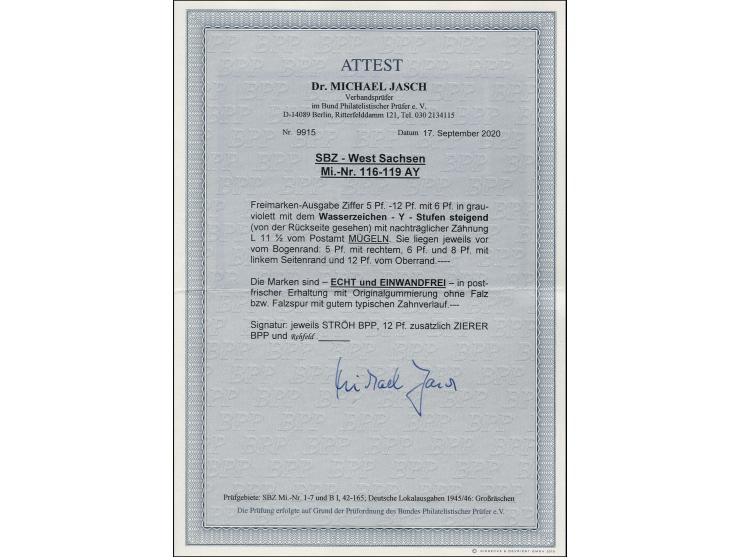 ATTEST
Dr. MICHAEL JASCH
Verbandsprüfer
im Bund Philatelistischer Prüfer e. V.
D-14089 Berlin, Ritterfelddamm 121, Tel. 030 2134115
Nr. 9915 Datum 17. September 2020
SBZ - West Sachsen
Mi.-Nr. 116-119 AY
Freimarken-Ausgabe Ziffer 5 Pf. -12 Pf. mit 6 Pf. in grau-
violett mit dem Wasserzeichen - Y - Stufen steigend
(von der Rückseite gesehen) mit nachträglicher Zähnung
L 11 ½ vom Postamt MÜGELN. Sie liegen jeweils vor
vom Bogenrand: 5 Pf. mit rechtem, 6 Pf. und 8 Pf. mit
linkem Seitenrand und 12 Pf. vom Oberrand.----
Die Marken sind – ECHT und EINWANDFREI – in post-
frischer Erhaltung mit Originalgummierung ohne Falz
bzw. Falzspur mit gutem typischen Zahnverlauf.---
Signatur: jeweils STRÖH BPP, 12 Pf. zusätzlich ZIERER
BPP und Rehfeld ______
Michael Jasch
Prüfgebiete: SBZ Mi.-Nr. 1-7 und B I, 42-165; Deutsche Lokalausgaben 1945/46: Großräschen
Die Prüfung erfolgte auf Grund der Prüfordnung des Bundes Philatelistischer Prüfer e.V.